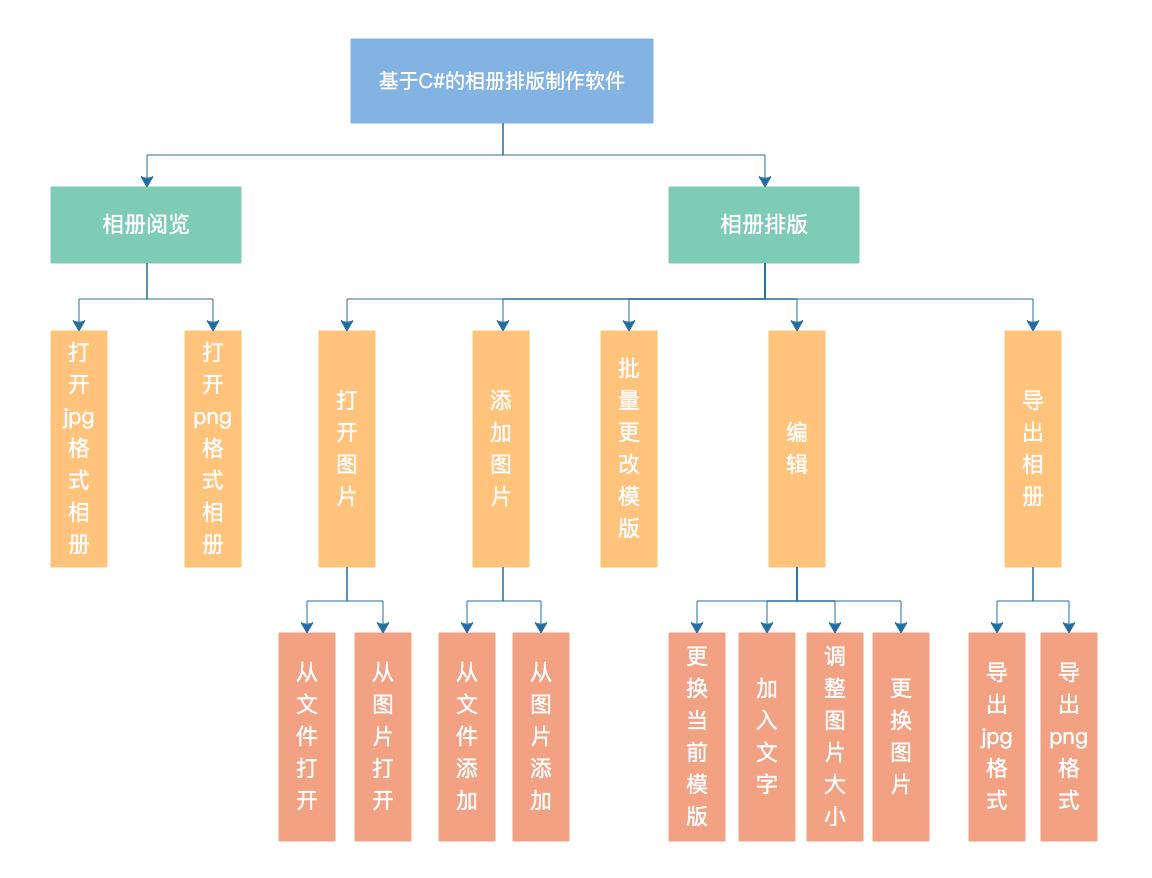 基于C#的相册排版制作软件
相册阅览
相册排版
打开jpg格式相册
打开png格式相册
打开图片
添加图片
批量更改模版
编辑
导出相册
从文件打开
从图片打开
从文件添加
从图片添加
更换当前模版
加入文字
调整图片大小
更换图片
导出jpg格式
导出png格式